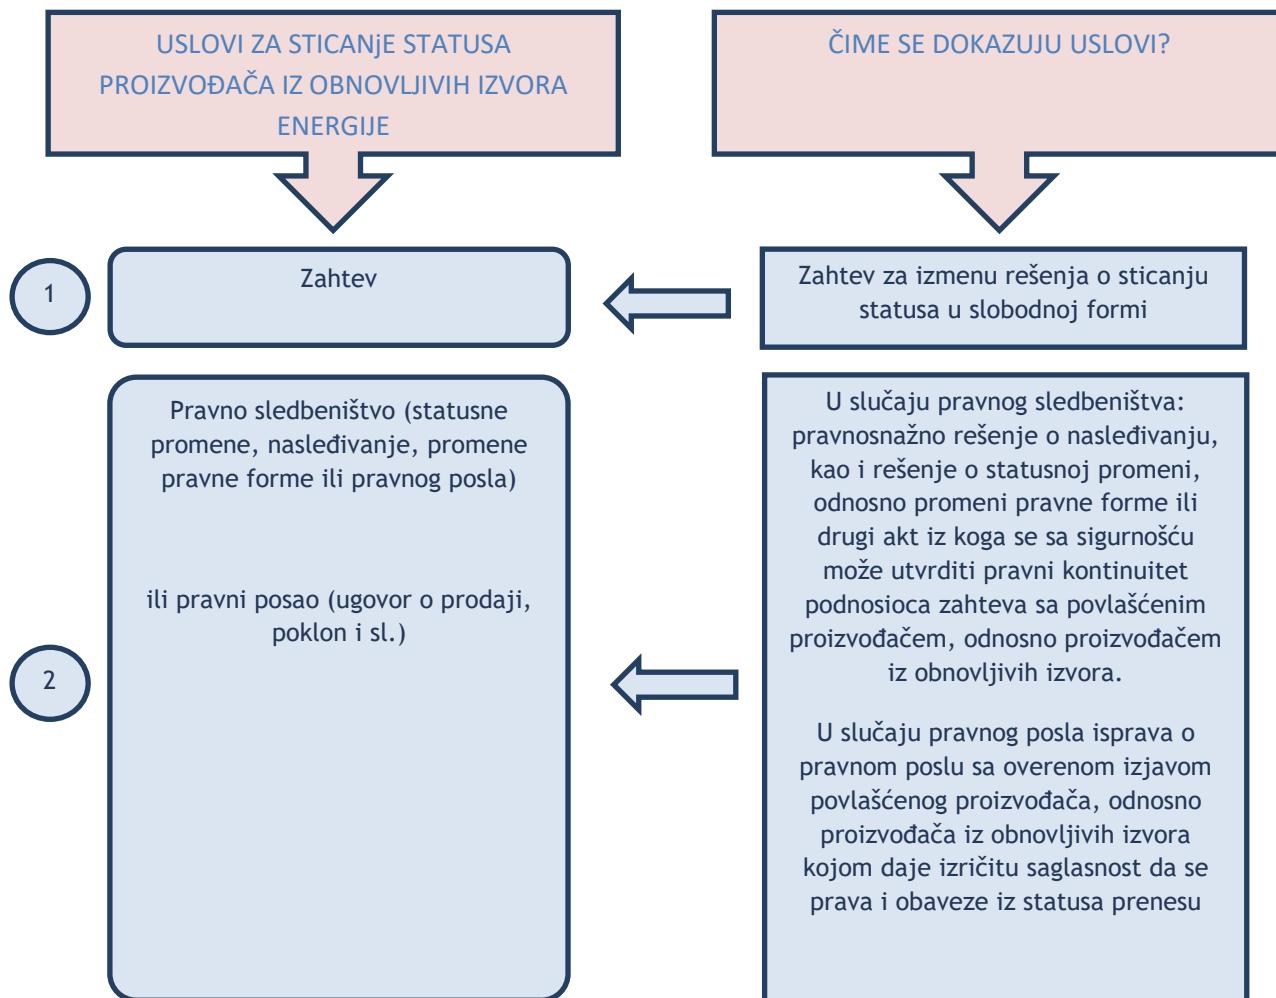 USLOVI ZA STICANjE STATUSA
PROIZVOĐAČA IZ OBNOVLJIVIH IZVORA
ENERGIJE
ČIME SE DOKAZUJU USLOVI?
1
Zahtev
Zahtev za izmenu rešenja o sticanju
statusa u slobodnoj formi
2
Pravno sledbeništvo (statusne
promene, nasleđivanje, promene
pravne forme ili pravnog posla)
ili pravni posao (ugovor o prodaji,
poklon i sl.)
U slučaju pravnog sledbeništva:
pravnosnažno rešenje o nasleđivanju,
kao i rešenje o statusnoj promeni,
odnosno promeni pravne forme ili
drugi akt iz koga se sa sigurnošću
može utvrditi pravni kontinuitet
podnosioca zahteva sa povlašćenim
proizvođačem, odnosno proizvođačem
iz obnovljivih izvora.
U slučaju pravnog posla isprava o
pravnom poslu sa overenom izjavom
povlašćenog proizvođača, odnosno
proizvođača iz obnovljivih izvora
kojom daje izričitu saglasnost da se
prava i obaveze iz statusa prenesu